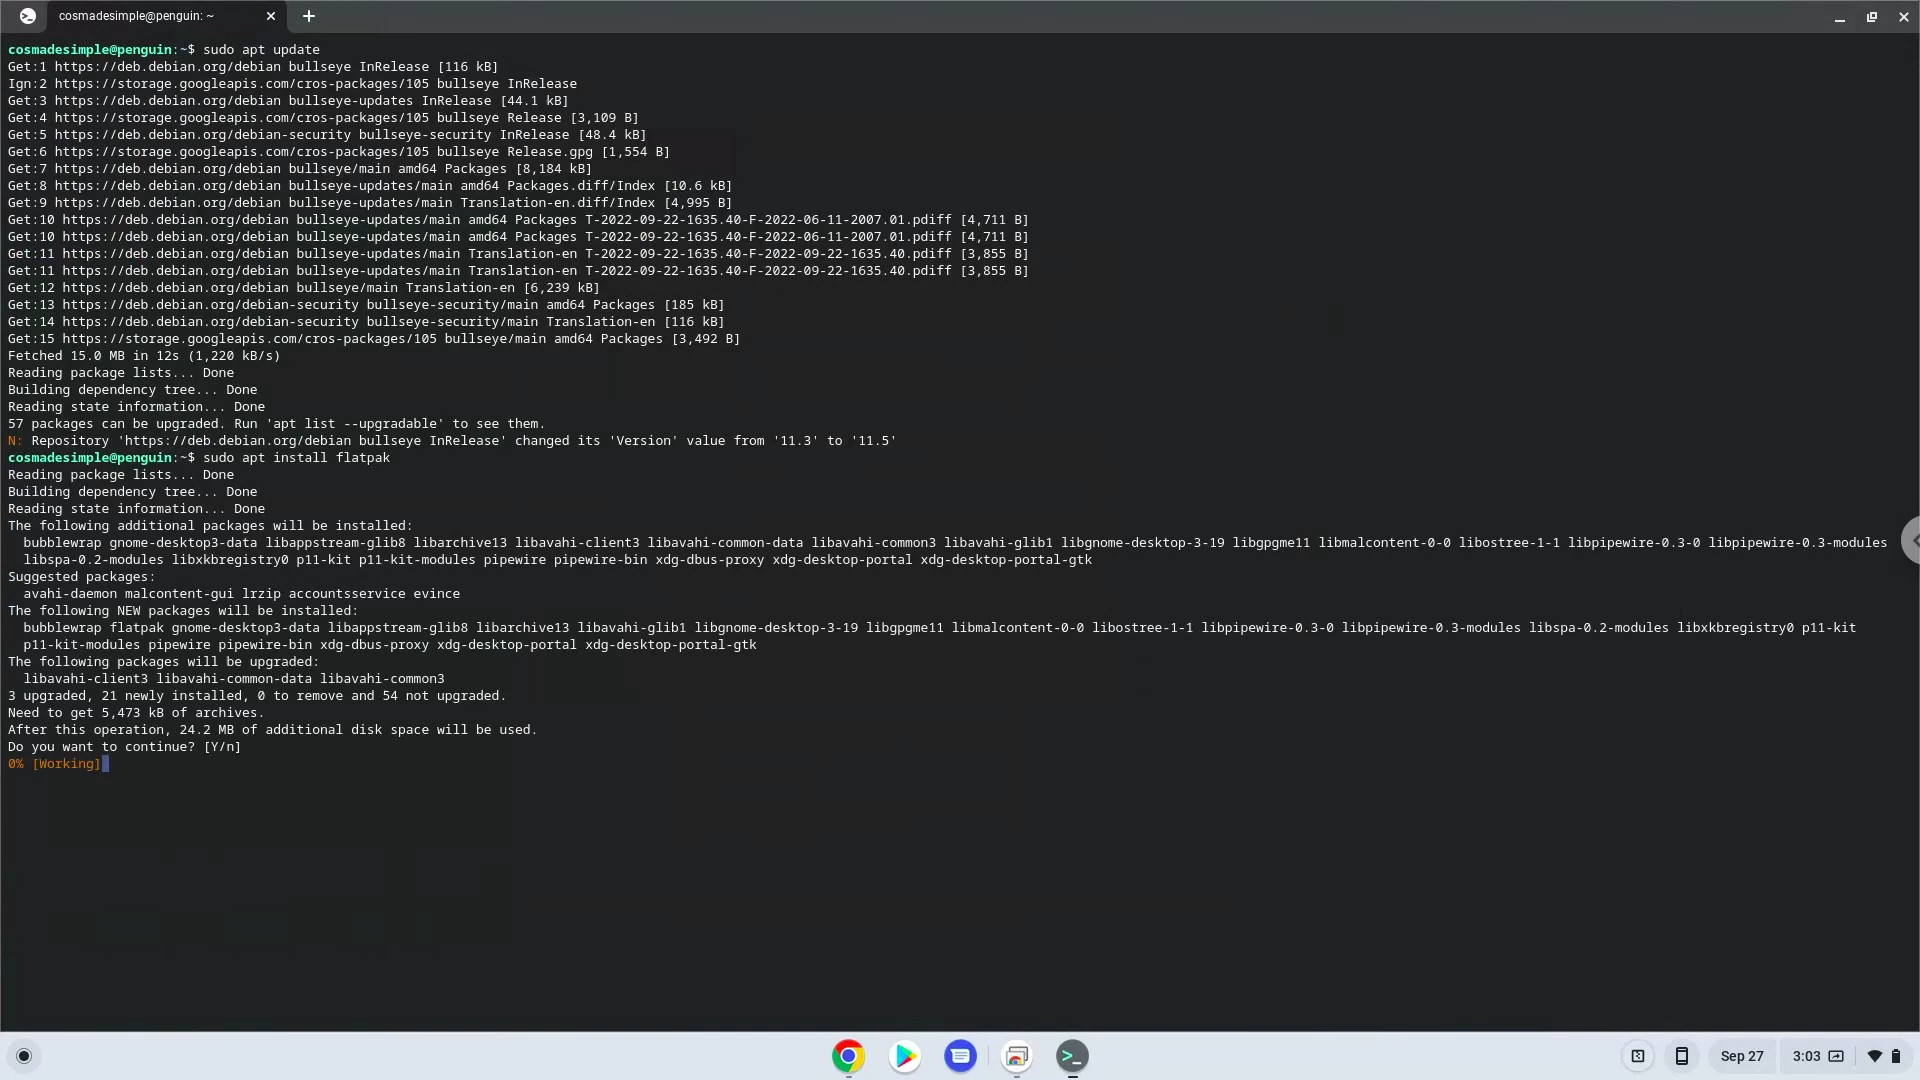 cosmadesimple@penguin: ~
cosmadesimple@penguin:~$ sudo apt update
Get:1 https://deb.debian.org/debian bullseye InRelease [116 kB]
Ign:2 https://storage.googleapis.com/cros-packages/105 bullseye InRelease
Get:3 https://deb.debian.org/debian bullseye-updates InRelease [44.1 kB]
Get:4 https://storage.googleapis.com/cros-packages/105 bullseye Release [3,109 B]
Get:5 https://deb.debian.org/debian-security bullseye-security InRelease [48.4 kB]
Get:6 https://storage.googleapis.com/cros-packages/105 bullseye Release.gpg [1,554 B]
Get:7 https://deb.debian.org/debian bullseye/main amd64 Packages [8,184 kB]
Get:8 https://deb.debian.org/debian bullseye-updates/main amd64 Packages.diff/Index [10.6 kB]
Get:9 https://deb.debian.org/debian bullseye-updates/main Translation-en.diff/Index [4,995 B]
Get:10 https://deb.debian.org/debian bullseye-updates/main amd64 Packages T-2022-09-22-1635.40-F-2022-06-11-2007.01.pdiff [4,711 B]
Get:10 https://deb.debian.org/debian bullseye-updates/main amd64 Packages T-2022-09-22-1635.40-F-2022-06-11-2007.01.pdiff [4,711 B]
Get:11 https://deb.debian.org/debian bullseye-updates/main Translation-en T-2022-09-22-1635.40-F-2022-09-22-1635.40.pdiff [3,855 B]
Get:11 https://deb.debian.org/debian bullseye-updates/main Translation-en T-2022-09-22-1635.40-F-2022-09-22-1635.40.pdiff [3,855 B]
Get:12 https://deb.debian.org/debian bullseye/main Translation-en [6,239 kB]
Get:13 https://deb.debian.org/debian-security bullseye-security/main amd64 Packages [185 kB]
Get:14 https://deb.debian.org/debian-security bullseye-security/main Translation-en [116 kB]
Get:15 https://storage.googleapis.com/cros-packages/105 bullseye/main amd64 Packages [3,492 B]
Fetched 15.0 MB in 12s (1,220 kB/s)
Reading package lists... Done
Building dependency tree... Done
Reading state information... Done
57 packages can be upgraded. Run 'apt list --upgradable' to see them.
N: Repository 'https://deb.debian.org/debian bullseye InRelease' changed its 'Version' value from '11.3' to '11.5'
cosmadesimple@penguin:~$ sudo apt install flatpak
Reading package lists... Done
Building dependency tree... Done
Reading state information... Done
The following additional packages will be installed:
  bubblewrap gnome-desktop3-data libappstream-glib8 libarchive13 libavahi-client3 libavahi-common-data libavahi-common3 libavahi-glib1 libgnome-desktop-3-19 libgpgme11 libmalcontent-0-0 libostree-1-1 libpipewire-0.3-0 libpipewire-0.3-modules
  libspa-0.2-modules libxkbregistry0 p11-kit p11-kit-modules pipewire pipewire-bin xdg-dbus-proxy xdg-desktop-portal xdg-desktop-portal-gtk
Suggested packages:
  avahi-daemon malcontent-gui lrzip accountsservice evince
The following NEW packages will be installed:
  bubblewrap flatpak gnome-desktop3-data libappstream-glib8 libarchive13 libavahi-glib1 libgnome-desktop-3-19 libgpgme11 libmalcontent-0-0 libostree-1-1 libpipewire-0.3-0 libpipewire-0.3-modules libspa-0.2-modules libxkbregistry0 p11-kit
  p11-kit-modules pipewire pipewire-bin xdg-dbus-proxy xdg-desktop-portal xdg-desktop-portal-gtk
The following packages will be upgraded:
  libavahi-client3 libavahi-common-data libavahi-common3
3 upgraded, 21 newly installed, 0 to remove and 54 not upgraded.
Need to get 5,473 kB of archives.
After this operation, 24.2 MB of additional disk space will be used.
Do you want to continue? [Y/n]
0% [Working]
Sep 27
3:03